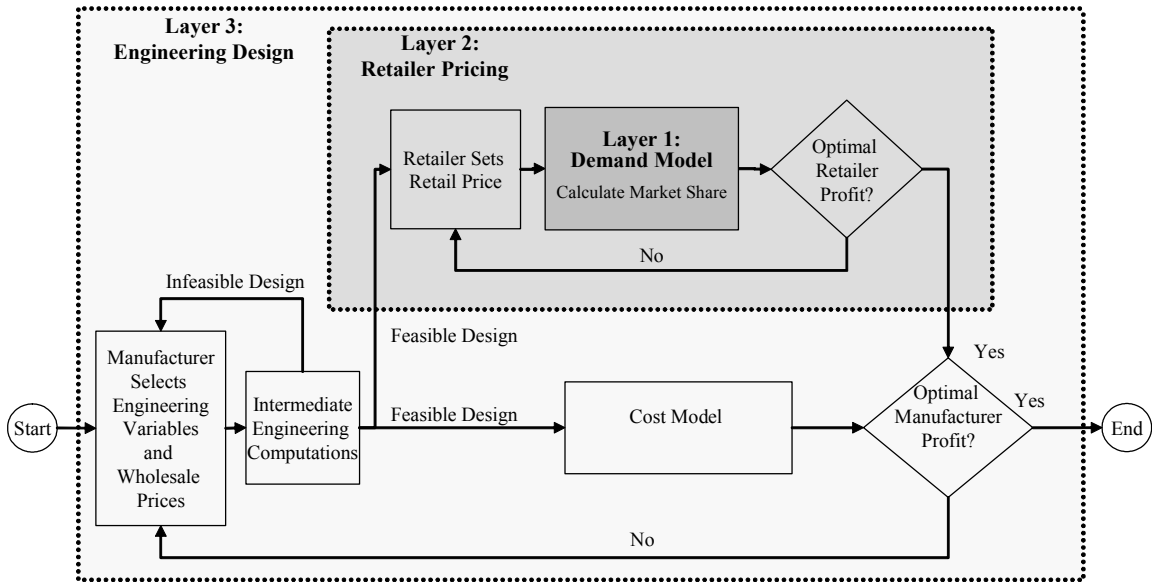 Layer 3:
Engineering Design
Layer 2:
Retailer Pricing
Retailer Sets
Retail Price
Layer 1:
Demand Model
Calculate Market Share
Optimal
Retailer
Profit?
No
Infeasible Design
Feasible Design
Yes
Start
Manufacturer
Selects
Engineering
Variables
and
Wholesale
Prices
Intermediate
Engineering
Computations
Feasible Design
Cost Model
Optimal
Manufacturer
Profit?
Yes
End
No